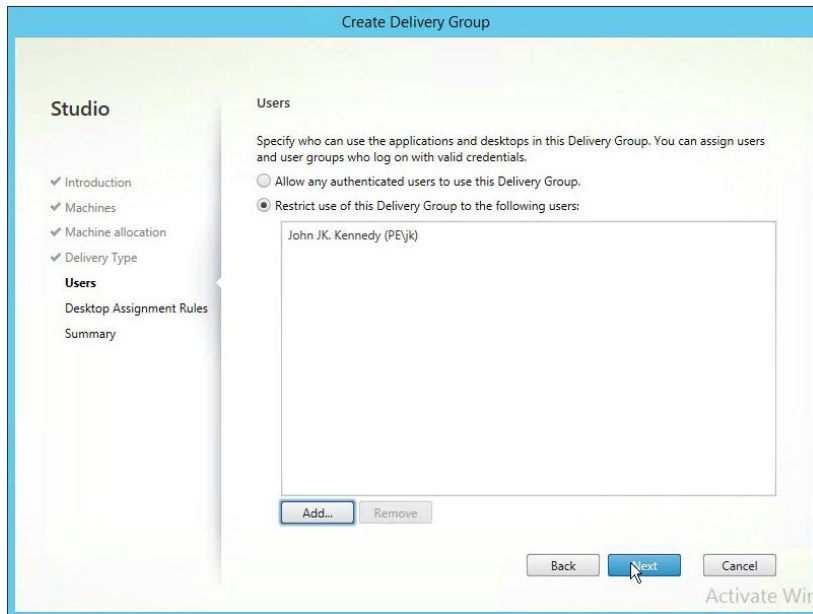 Create Delivery Group
Studio
Introduction
Machines
Machine allocation
Delivery Type
Users
Desktop Assignment Rules
Summary
Users
Specify who can use the applications and desktops in this Delivery Group. You can assign users
and user groups who log on with valid credentials.
Allow any authenticated users to use this Delivery Group.
Restrict use of this Delivery Group to the following users:
John JK. Kennedy (PE\jk)
Add...
Remove
Back
Next
Cancel
Activate Win